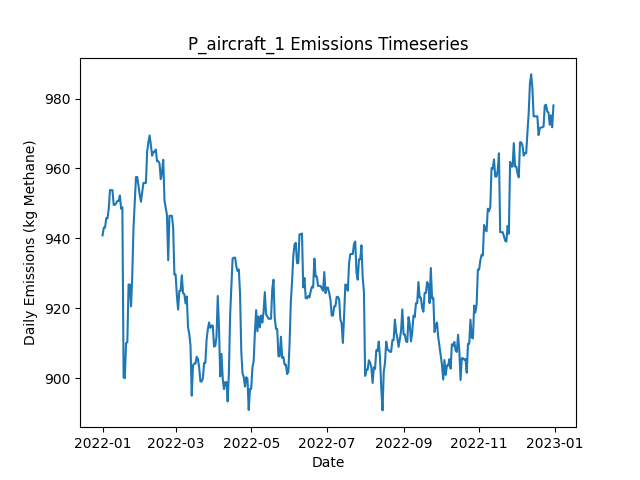 P_aircraft_1 Emissions Timeseries
Daily Emissions (kg Methane)
980
960
940
920
900
2022-01 2022-03 2022-05 2022-07 2022-09 2022-11 2023-01
Date